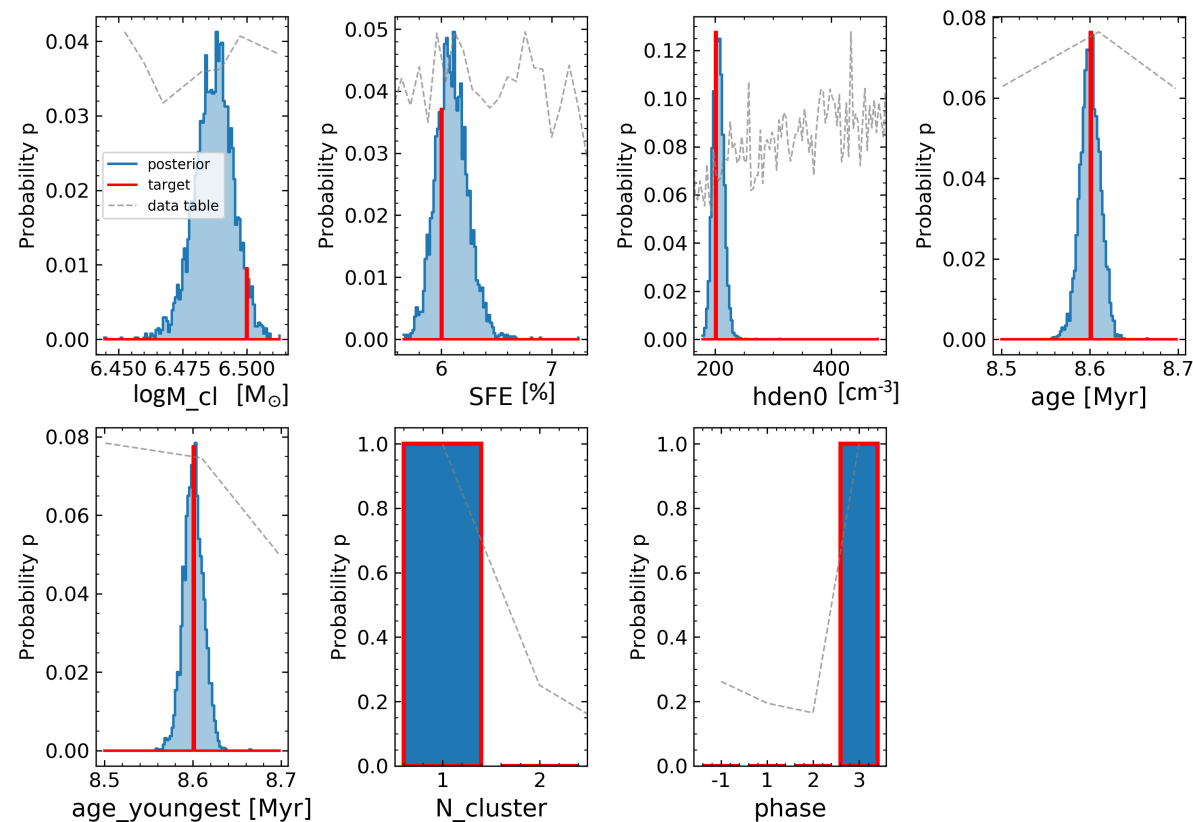 Probability p
0.04
0.03
0.02
0.01
0.00
6.450 6.475 6.500
logM_cl [M☉]
posterior
target
data table
Probability p
0.05
0.04
0.03
0.02
0.01
0.00
6 7
SFE [%]
Probability p
0.12
0.10
0.08
0.06
0.04
0.02
0.00
200 400
hden0 [cm⁻³]
Probability p
0.08
0.06
0.04
0.02
0.00
8.5 8.6 8.7
age [Myr]
Probability p
0.08
0.06
0.04
0.02
0.00
8.5 8.6 8.7
age_youngest [Myr]
Probability p
1.0
0.8
0.6
0.4
0.2
0.0
1 2
N_cluster
Probability p
1.0
0.8
0.6
0.4
0.2
0.0
-1 1 2 3
phase